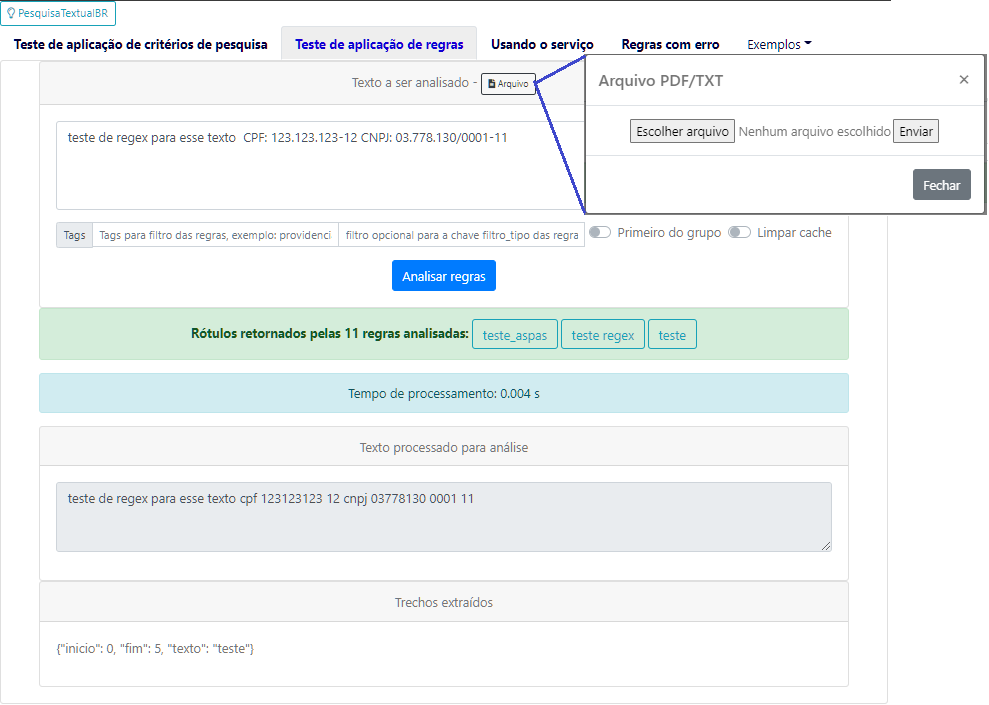 PesquisaTextualBR
Teste de aplicação de critérios de pesquisa Teste de aplicação de regras Usando o serviço Regras com erro Exemplos
Texto a ser analisado - Arquivo
Arquivo PDF/TXT ×
Escolher arquivo Nenhum arquivo escolhido Enviar
Fechar
teste de regex para esse texto  CPF: 123.123.123-12 CNPJ: 03.778.130/0001-11
Tags Tags para filtro das regras, exemplo: providenci filtro opcional para a chave filtro_tipo das regra Primeiro do grupo Limpar cache
Analisar regras
Rótulos retornados pelas 11 regras analisadas: teste_aspas teste regex teste
Tempo de processamento: 0.004 s
Texto processado para análise
teste de regex para esse texto cpf 123123123 12 cnpj 03778130 0001 11
Trechos extraídos
{"inicio": 0, "fim": 5, "texto": "teste"}